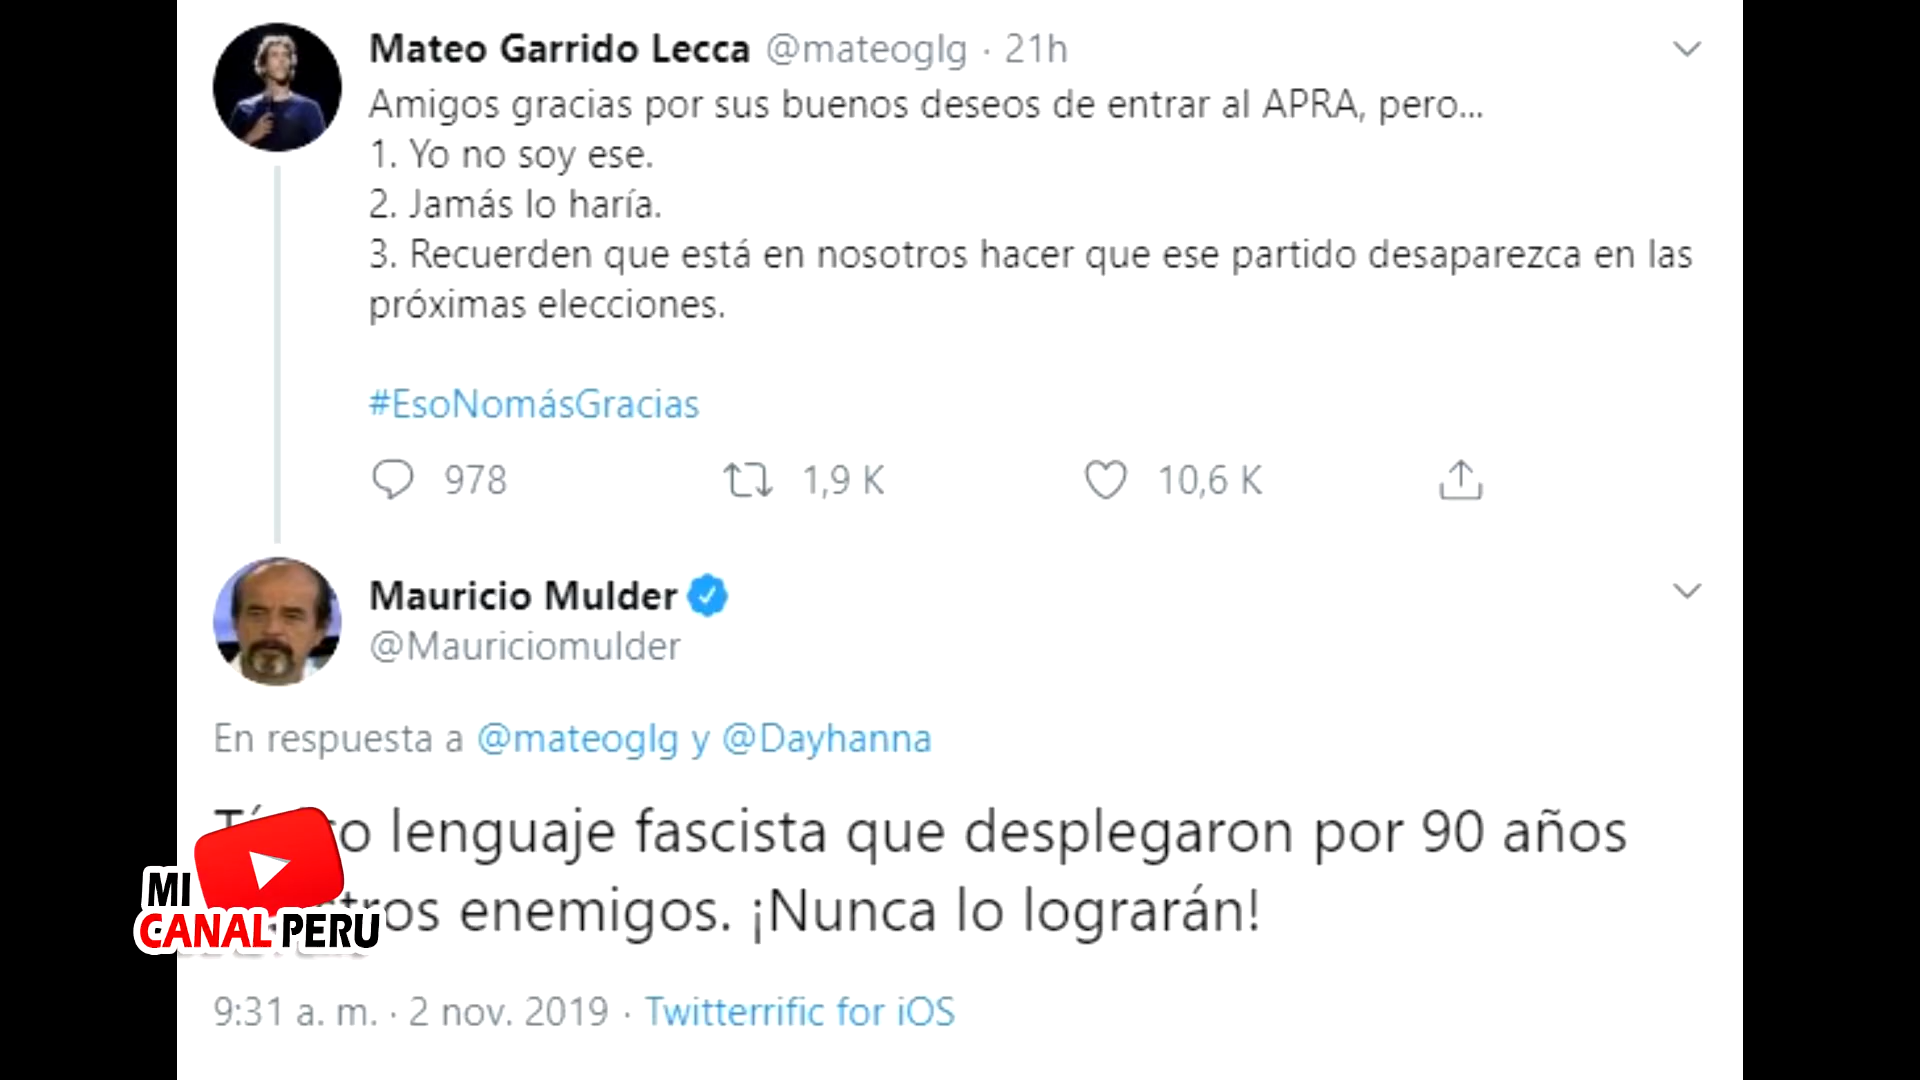 Mateo Garrido Lecca @mateoglg · 21h
Amigos gracias por sus buenos deseos de entrar al APRA, pero...
1. Yo no soy ese.
2. Jamás lo haría.
3. Recuerden que está en nosotros hacer que ese partido desaparezca en las
próximas elecciones.
#EsoNomásGracias
978 1,9 K 10,6 K
Mauricio Mulder
@Mauriciomulder
En respuesta a @mateoglg y @Dayhanna
lenguaje fascista que desplegaron por 90 años
enemigos. ¡Nunca lo lograrán!
MI
CANAL PERU
9:31 a. m. · 2 nov. 2019 · Twitterrific for iOS